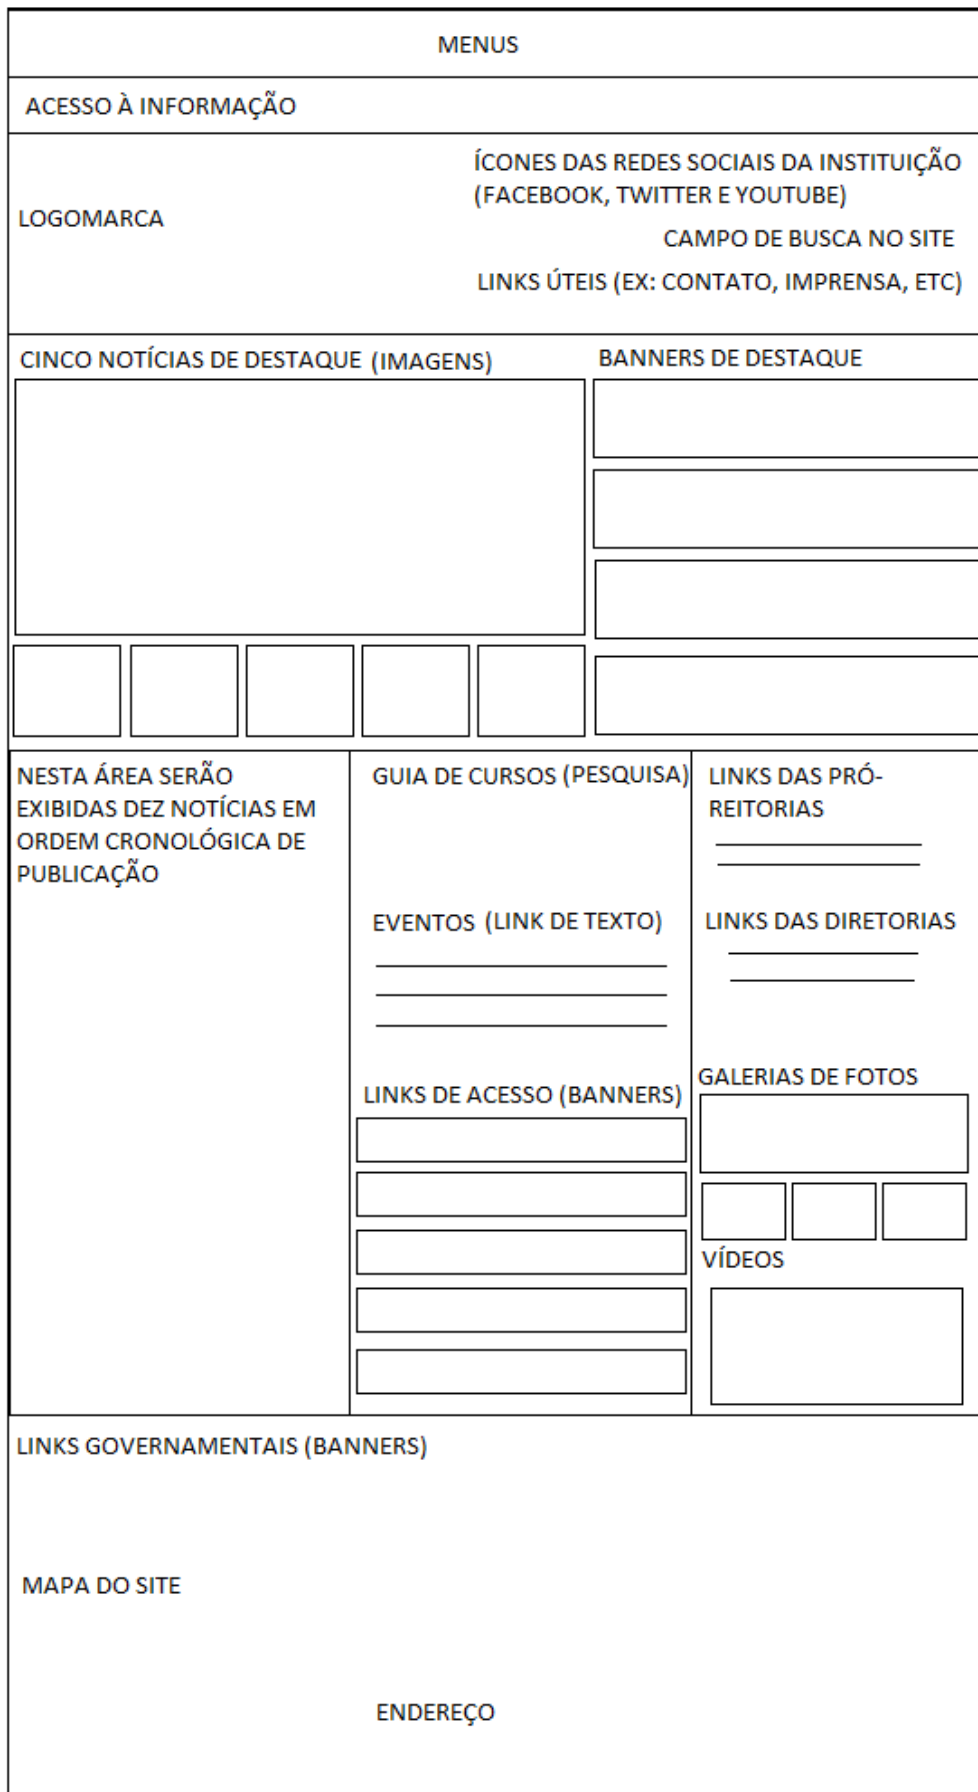 MENUS
ACESSO À INFORMAÇÃO
LOGOMARCA
ÍCONES DAS REDES SOCIAIS DA INSTITUIÇÃO
(FACEBOOK, TWITTER E YOUTUBE)
CAMPO DE BUSCA NO SITE
LINKS ÚTEIS (EX: CONTATO, IMPRENSA, ETC)
CINCO NOTÍCIAS DE DESTAQUE (IMAGENS)
BANNERS DE DESTAQUE
NESTA ÁREA SERÃO
EXIBIDAS DEZ NOTÍCIAS EM
ORDEM CRONOLÓGICA DE
PUBLICAÇÃO
GUIA DE CURSOS (PESQUISA)
EVENTOS (LINK DE TEXTO)
LINKS DE ACESSO (BANNERS)
LINKS DAS PRÓ-
REITORIAS
LINKS DAS DIRETORIAS
GALERIAS DE FOTOS
VÍDEOS
LINKS GOVERNAMENTAIS (BANNERS)
MAPA DO SITE
ENDEREÇO